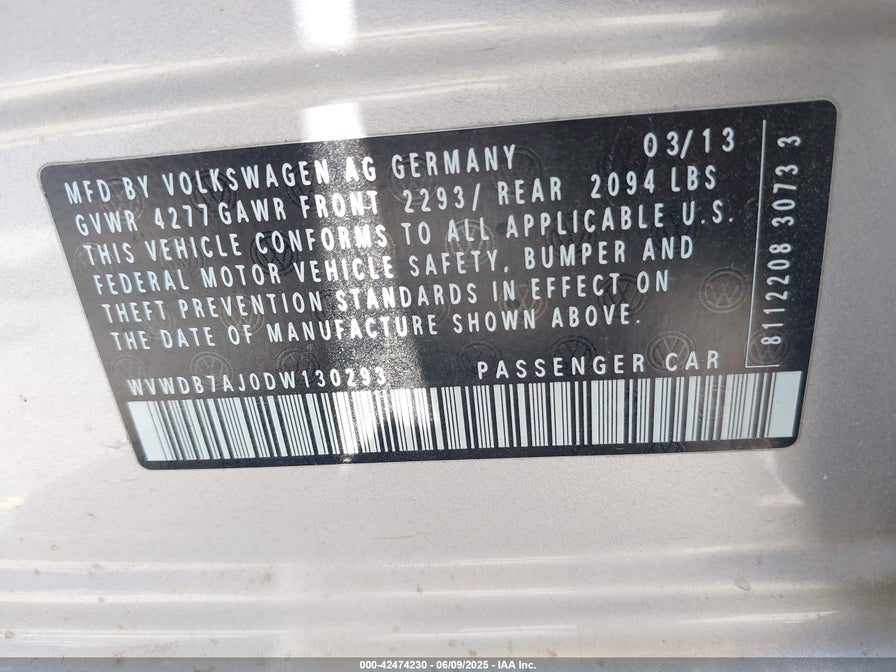 MFD BY VOLKSWAGEN AG GERMANY 03/13
GVWR 4277 GAWR FRONT 2293/ REAR 2094 LBS
THIS VEHICLE CONFORMS TO ALL APPLICABLE U.S.
FEDERAL MOTOR VEHICLE SAFETY, BUMPER AND
THEFT PREVENTION STANDARDS IN EFFECT ON
THE DATE OF MANUFACTURE SHOWN ABOVE.
WVWDB7AJ0DW130293 PASSENGER CAR
8112208 3073 3
000-42474230 - 06/09/2025 - IAA Inc.